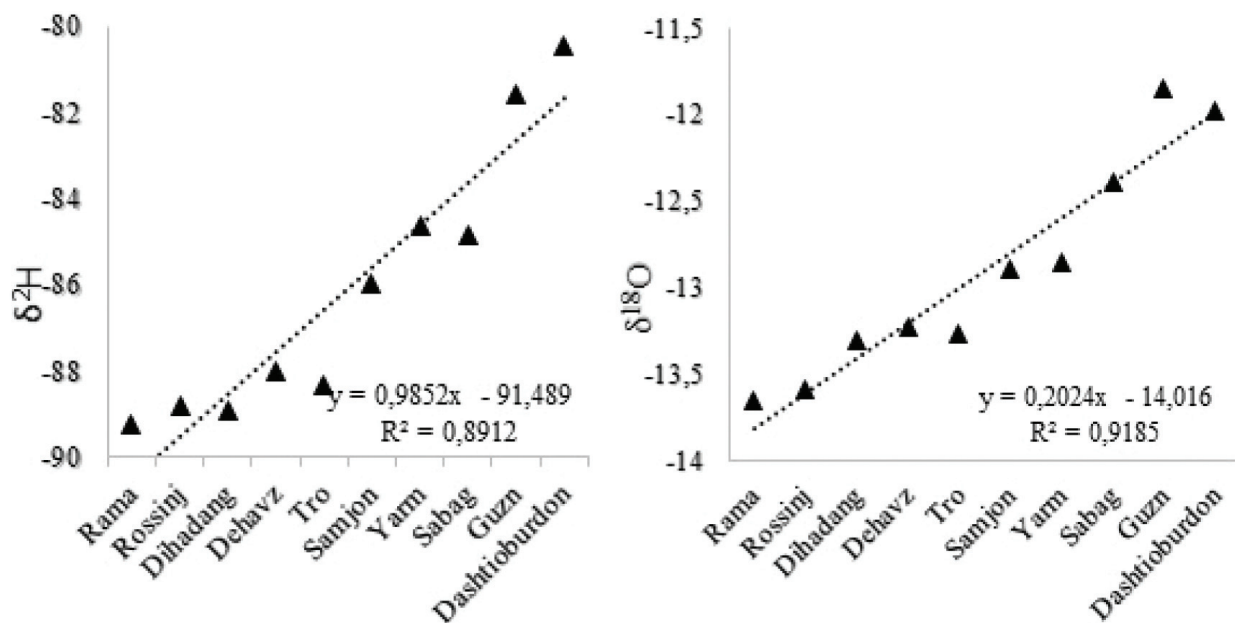 -80
-82
-84
-86
-88
-90
δ²H
y = 0,9852x - 91,489
R² = 0,8912
Rama
Rossinj
Dihadang
Dehavz
Tro
Samjon
Yarm
Sabag
Guzn
Dashtioburdon
-11,5
-12
-12,5
-13
-13,5
-14
δ¹⁸O
y = 0,2024x - 14,016
R² = 0,9185
Rama
Rossinj
Dihadang
Dehavz
Tro
Samjon
Yarm
Sabag
Guzn
Dashtioburdon